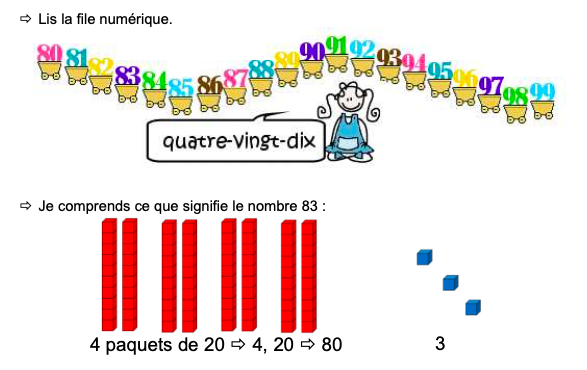 ⇨ Lis la file numérique.
80 81 82 83 84 85 86 87 88 89 90 91 92 93 94 95 96 97 98 99
quatre-vingt-dix
⇨ Je comprends ce que signifie le nombre 83 :
4 paquets de 20 ⇨ 4, 20 ⇨ 80 3